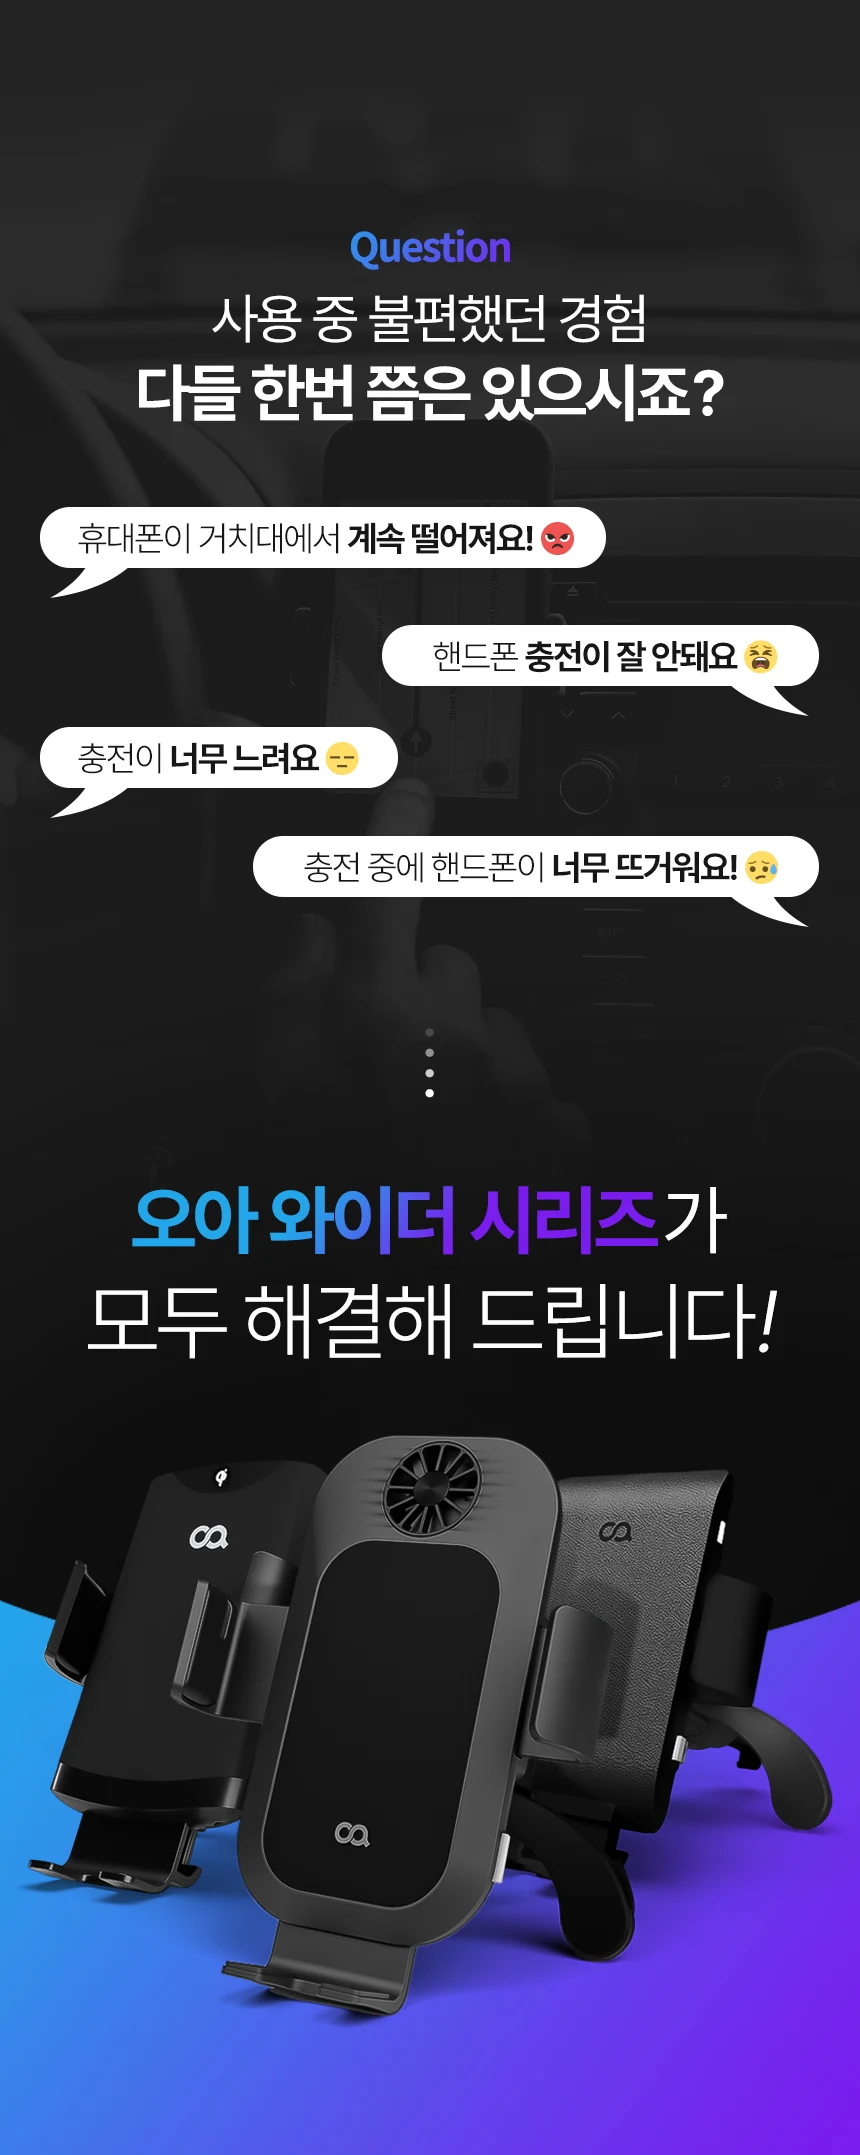 Question
사용 중 불편했던 경험
다들 한번 쯤은 있으시죠?
휴대폰이 거치대에서 계속 떨어져요! 😡
핸드폰 충전이 잘 안돼요 😫
충전이 너무 느려요 😑
충전 중에 핸드폰이 너무 뜨거워요! 😥
오아 와이더 시리즈가
모두 해결해 드립니다!